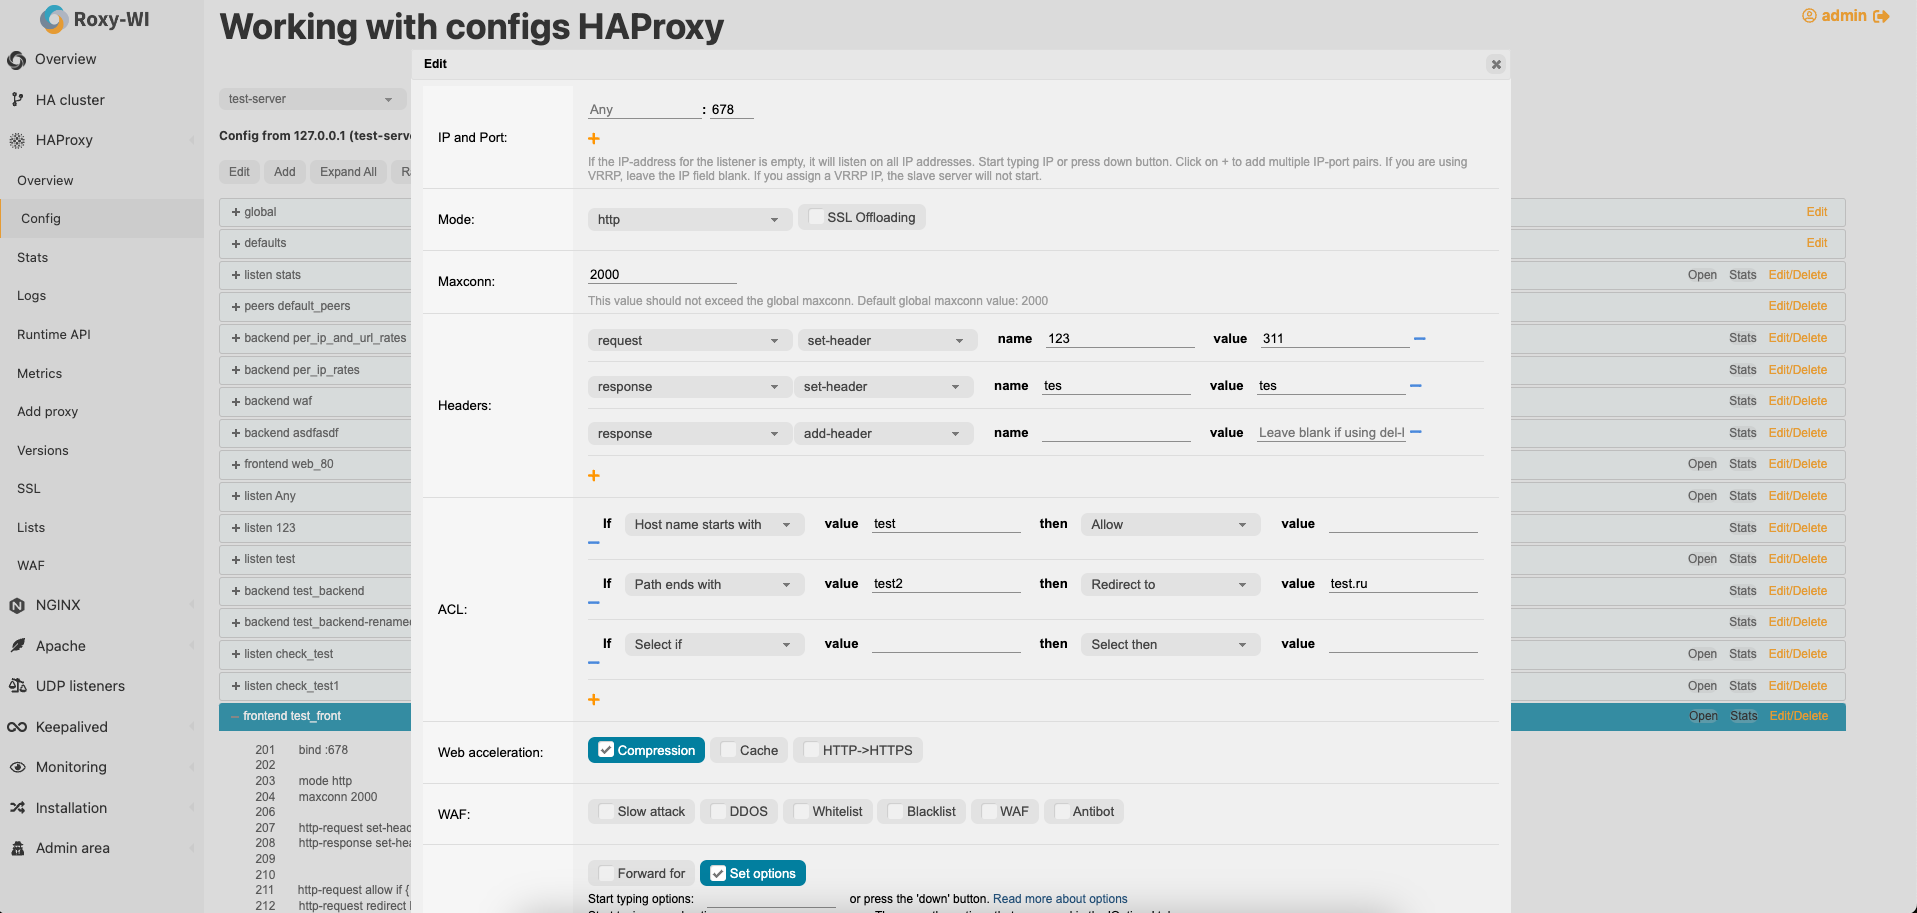 Roxy-WI
Working with configs HAProxy
admin
Overview
HA cluster
HAProxy
Overview
Config
Stats
Logs
Runtime API
Metrics
Add proxy
Versions
SSL
Lists
WAF
NGINX
Apache
UDP listeners
Keepalived
Monitoring
Installation
Admin area
test-server
Config from 127.0.0.1 (test-serve
Edit Add Expand All
+ global Edit
+ defaults Edit
+ listen stats Open Stats Edit/Delete
+ peers default_peers Edit/Delete
+ backend per_ip_and_url_rates Stats Edit/Delete
+ backend per_ip_rates Stats Edit/Delete
+ backend waf Stats Edit/Delete
+ backend asdfasdf Stats Edit/Delete
+ frontend web_80 Open Stats Edit/Delete
+ listen Any Open Stats Edit/Delete
+ listen 123 Stats Edit/Delete
+ listen test Open Stats Edit/Delete
+ backend test_backend Stats Edit/Delete
+ backend test_backend-renamed Stats Edit/Delete
+ listen check_test Open Stats Edit/Delete
+ listen check_test1 Open Stats Edit/Delete
− frontend test_front Open Stats Edit/Delete
201 bind :678
202
203 mode http
204 maxconn 2000
206
207 http-request set-head
208 http-response set-hea
209
210
211 http-request allow if {
212 http-request redirect
Edit
IP and Port:
Any : 678
+
If the IP-address for the listener is empty, it will listen on all IP addresses. Start typing IP or press down button. Click on + to add multiple IP-port pairs. If you are using
VRRP, leave the IP field blank. If you assign a VRRP IP, the slave server will not start.
Mode:
http SSL Offloading
Maxconn:
2000
This value should not exceed the global maxconn. Default global maxconn value: 2000
Headers:
request set-header name 123 value 311
response set-header name tes value tes
response add-header name value Leave blank if using del-
+
ACL:
If Host name starts with value test then Allow value
If Path ends with value test2 then Redirect to value test.ru
If Select if value then Select then value
+
Web acceleration:
Compression Cache HTTP->HTTPS
WAF:
Slow attack DDOS Whitelist Blacklist WAF Antibot
Forward for Set options
Start typing options: or press the 'down' button. Read more about options